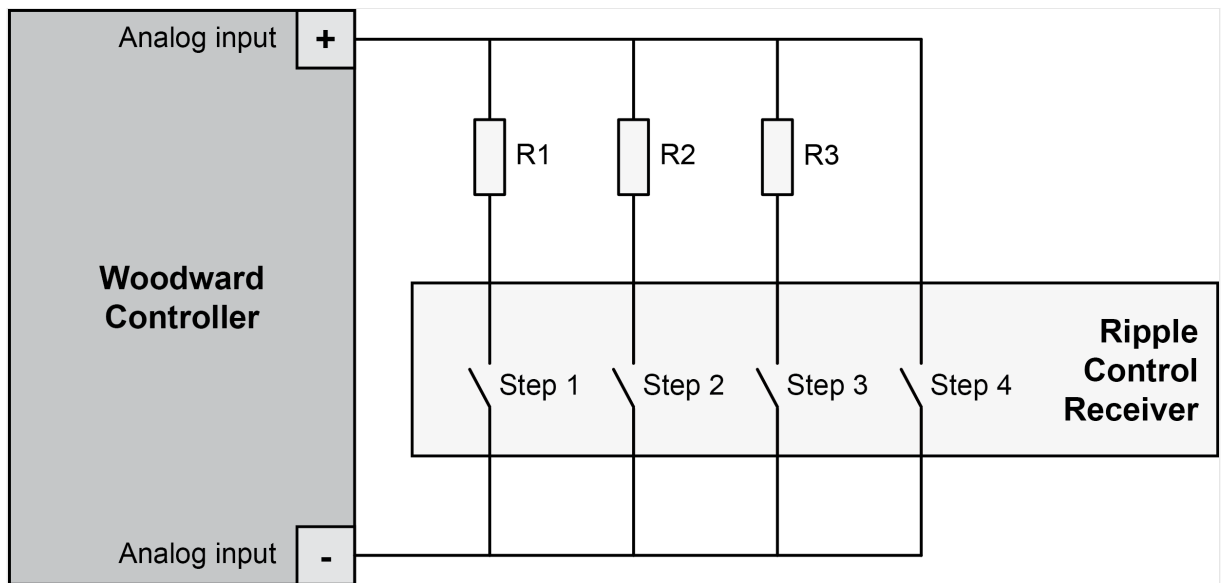 Analog input +
R1
R2
R3
Woodward
Controller
Ripple
Control
Receiver
Step 1
Step 2
Step 3
Step 4
Analog input -